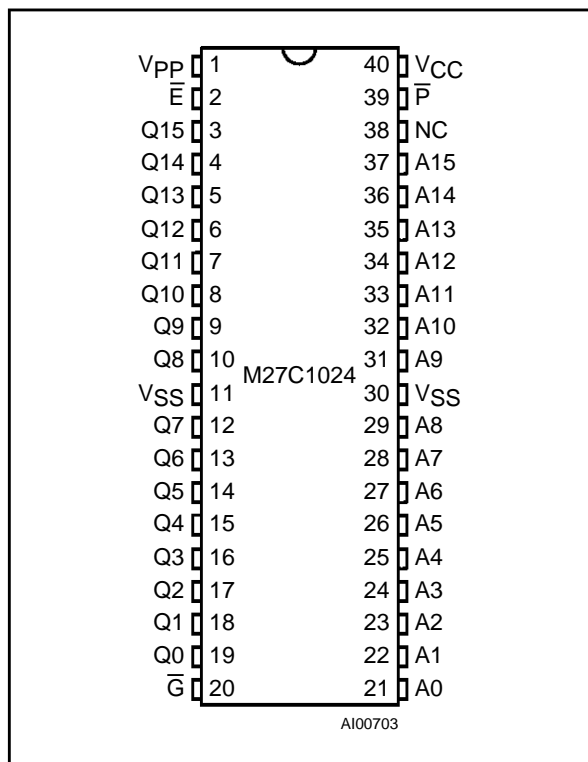 VPP 1 40 VCC
E̅ 2 39 P̅
Q15 3 38 NC
Q14 4 37 A15
Q13 5 36 A14
Q12 6 35 A13
Q11 7 34 A12
Q10 8 33 A11
Q9 9 32 A10
Q8 10 31 A9
M27C1024
VSS 11 30 VSS
Q7 12 29 A8
Q6 13 28 A7
Q5 14 27 A6
Q4 15 26 A5
Q3 16 25 A4
Q2 17 24 A3
Q1 18 23 A2
Q0 19 22 A1
G̅ 20 21 A0
AI00703